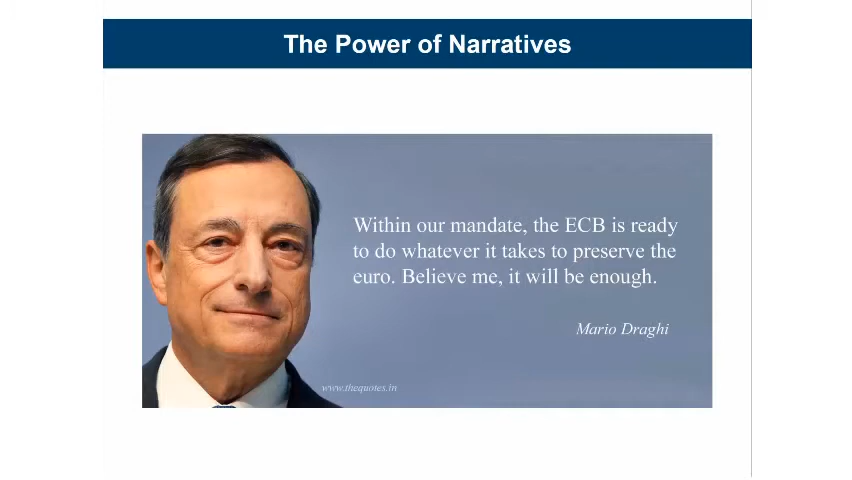 The Power of Narratives
Within our mandate, the ECB is ready
to do whatever it takes to preserve the
euro. Believe me, it will be enough.
Mario Draghi
www.thequotes.in